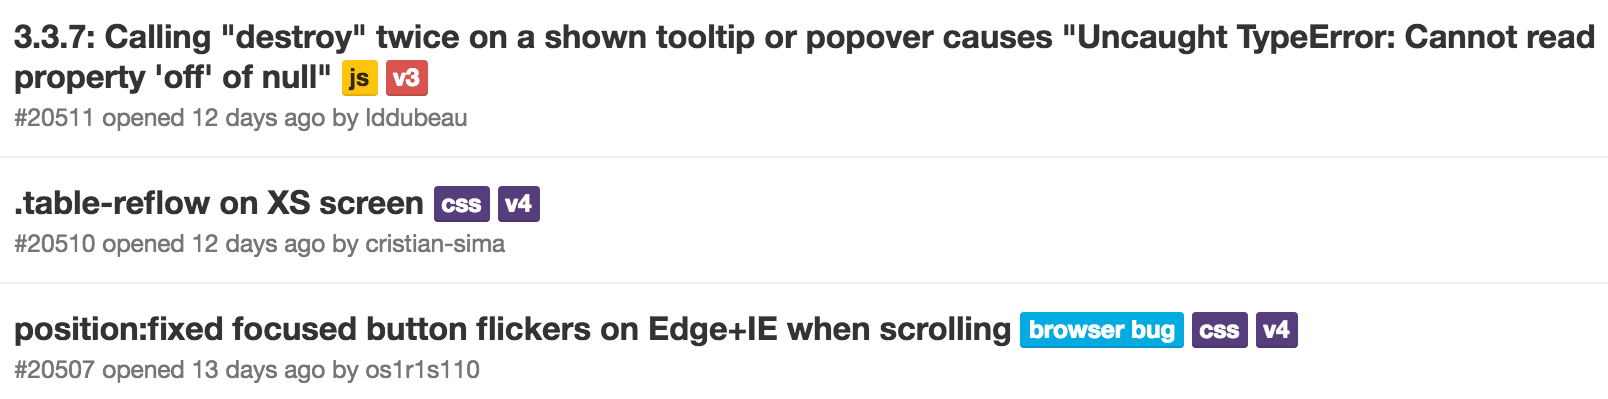 3.3.7: Calling "destroy" twice on a shown tooltip or popover causes "Uncaught TypeError: Cannot read
property 'off' of null" js v3
#20511 opened 12 days ago by lddubeau
.table-reflow on XS screen css v4
#20510 opened 12 days ago by cristian-sima
position:fixed focused button flickers on Edge+IE when scrolling browser bug css v4
#20507 opened 13 days ago by os1r1s110